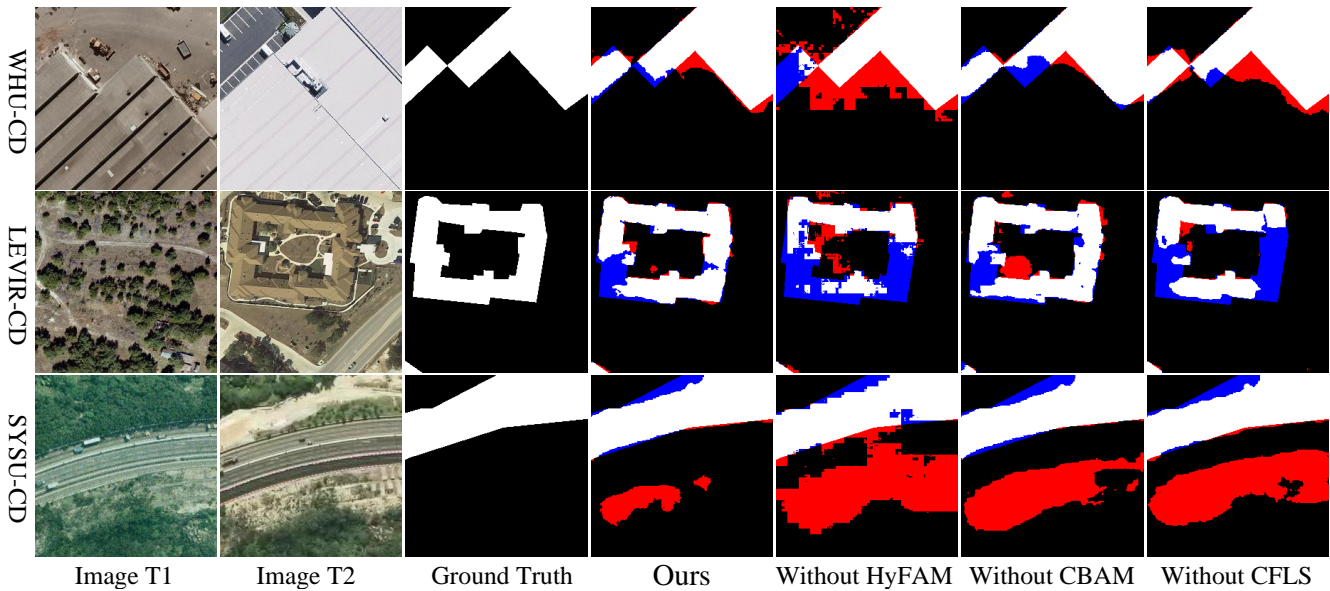 WHU-CD
LEVIR-CD
SYSU-CD
Image T1
Image T2
Ground Truth
Ours
Without HyFAM
Without CBAM
Without CFLS